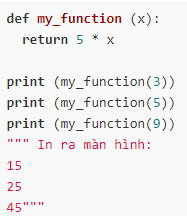 def my_function (x):
  return 5 * x

print (my_function(3))
print (my_function(5))
print (my_function(9))
""" In ra màn hình:
15
25
45"""